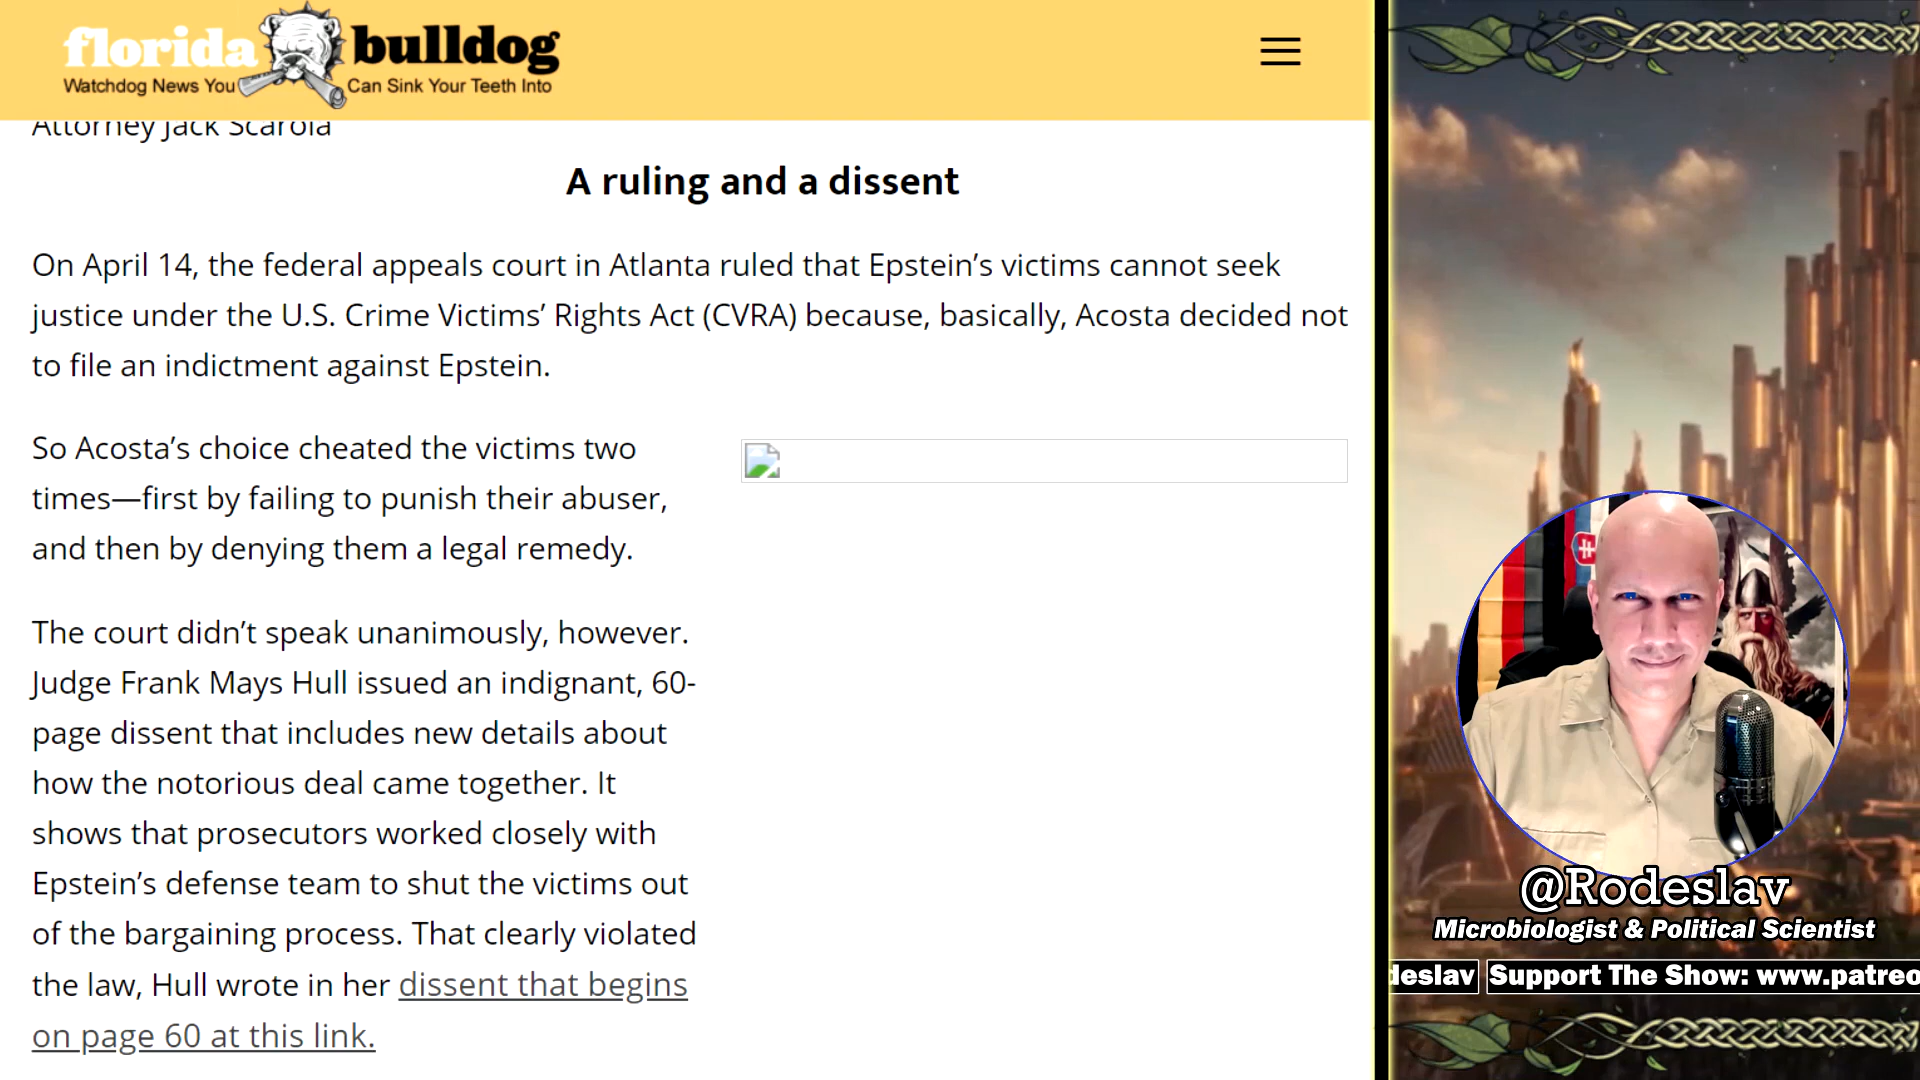 florida bulldog
Watchdog News You Can Sink Your Teeth Into
Attorney Jack Scarola
A ruling and a dissent
On April 14, the federal appeals court in Atlanta ruled that Epstein’s victims cannot seek
justice under the U.S. Crime Victims’ Rights Act (CVRA) because, basically, Acosta decided not
to file an indictment against Epstein.
So Acosta’s choice cheated the victims two
times—first by failing to punish their abuser,
and then by denying them a legal remedy.
The court didn’t speak unanimously, however.
Judge Frank Mays Hull issued an indignant, 60-
page dissent that includes new details about
how the notorious deal came together. It
shows that prosecutors worked closely with
Epstein’s defense team to shut the victims out
of the bargaining process. That clearly violated
the law, Hull wrote in her dissent that begins
on page 60 at this link.
@Rodeslav
Microbiologist & Political Scientist
deslav Support The Show: www.patreo